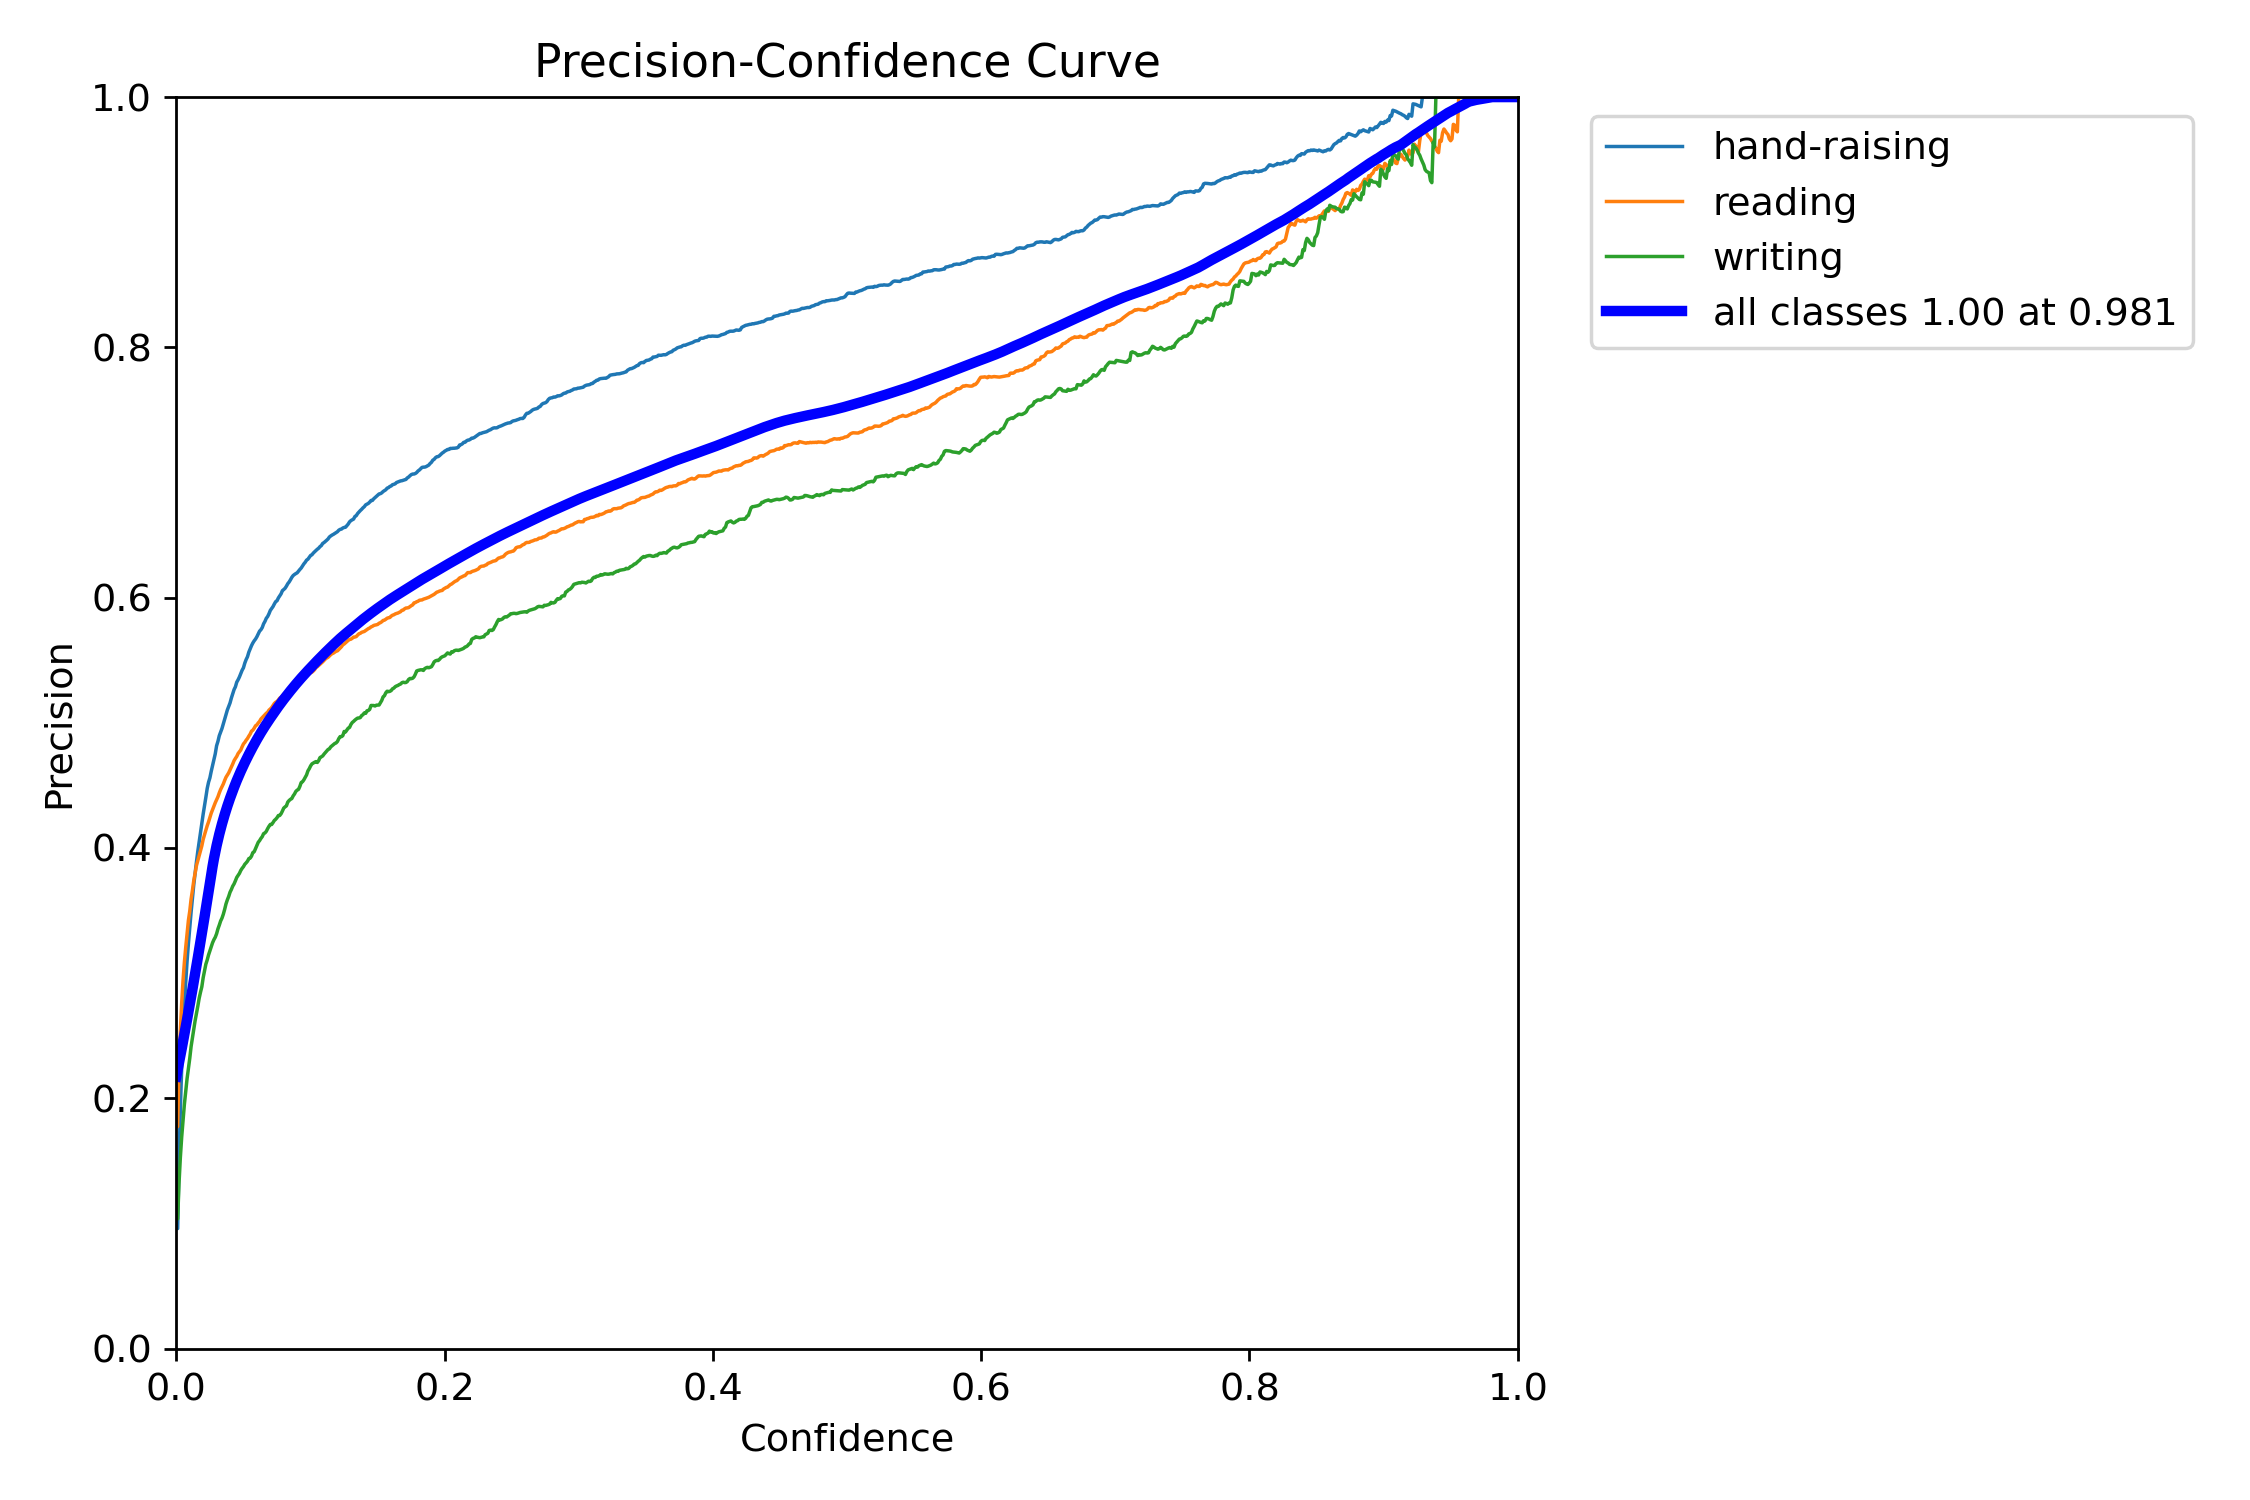 Precision-Confidence Curve
1.0
0.8
0.6
0.4
0.2
0.0
Precision
0.0 0.2 0.4 0.6 0.8 1.0
Confidence
hand-raising
reading
writing
all classes 1.00 at 0.981